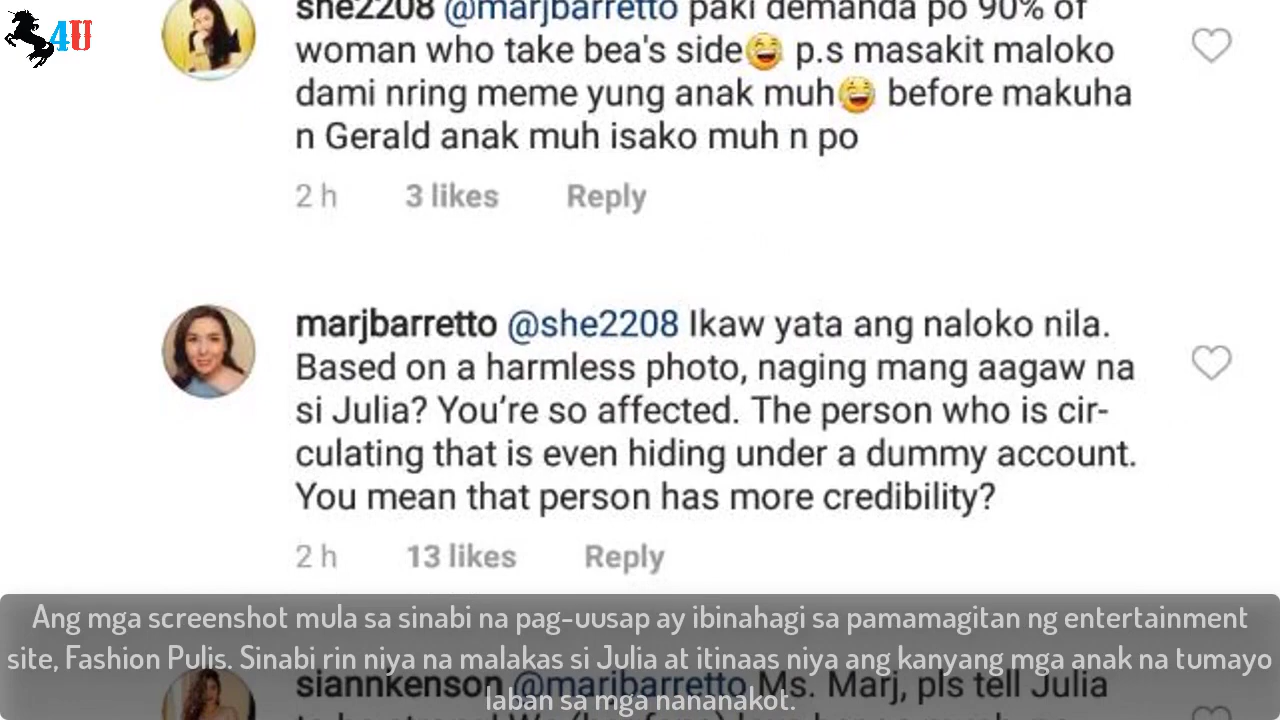 4U
she2208 @marjbarretto paki demanda po 90% of
woman who take bea's side😂 p.s masakit maloko
dami nring meme yung anak muh😂 before makuha
n Gerald anak muh isako muh n po
2 h 3 likes Reply
marjbarretto @she2208 Ikaw yata ang naloko nila.
Based on a harmless photo, naging mang aagaw na
si Julia? You’re so affected. The person who is cir-
culating that is even hiding under a dummy account.
You mean that person has more credibility?
2 h 13 likes Reply
Ang mga screenshot mula sa sinabi na pag-uusap ay ibinahagi sa pamamagitan ng entertainment
site, Fashion Pulis. Sinabi rin niya na malakas si Julia at itinaas niya ang kanyang mga anak na tumayo
laban sa mga nananakot.
siannkenson @marjbarretto Ms. Marj, pls tell Julia